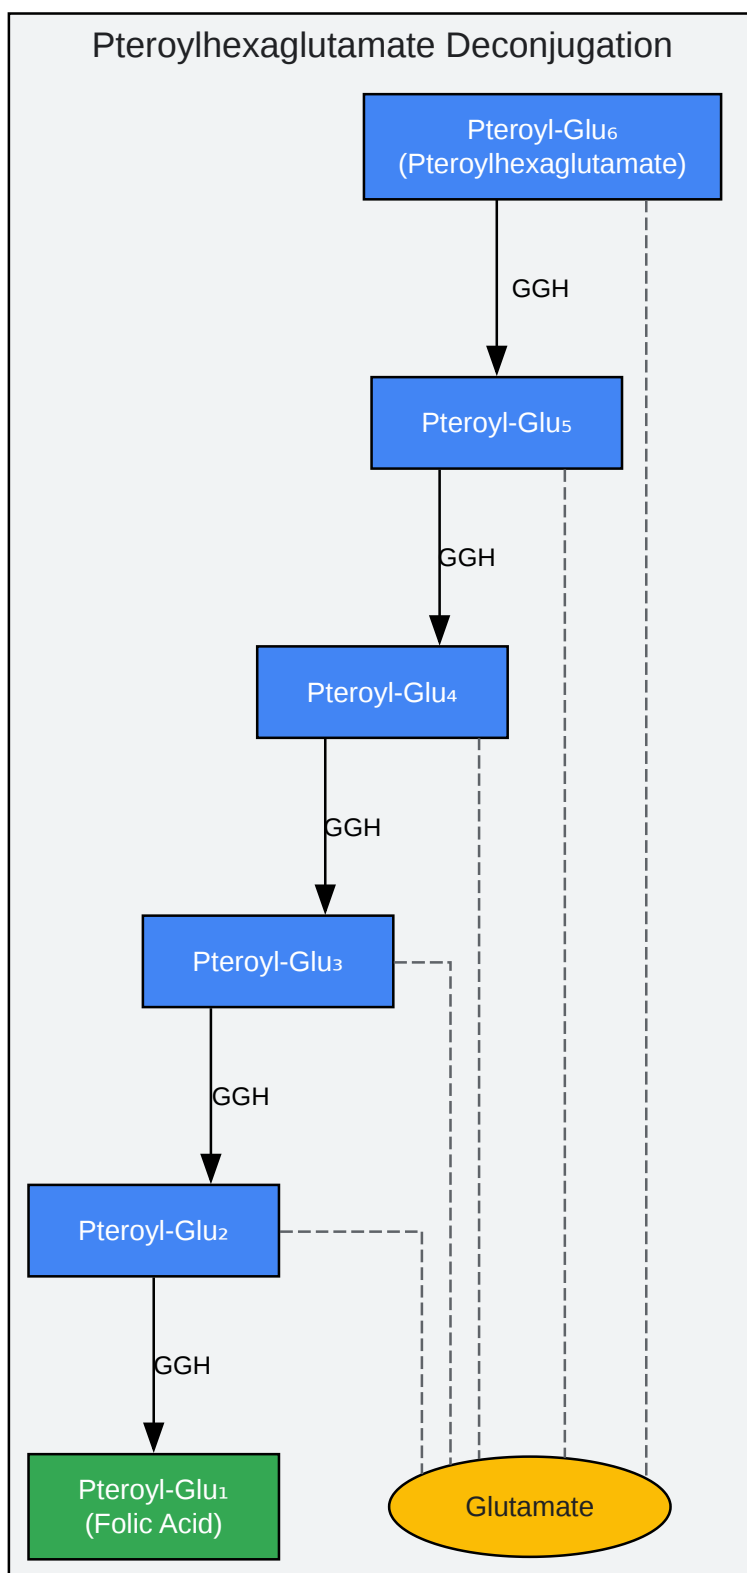 Pteroylhexaglutamate Deconjugation
Pteroyl-Glu₆
(Pteroylhexaglutamate)
GGH
Pteroyl-Glu₅
GGH
Pteroyl-Glu₄
GGH
Pteroyl-Glu₃
GGH
Pteroyl-Glu₂
GGH
Pteroyl-Glu₁
(Folic Acid)
Glutamate